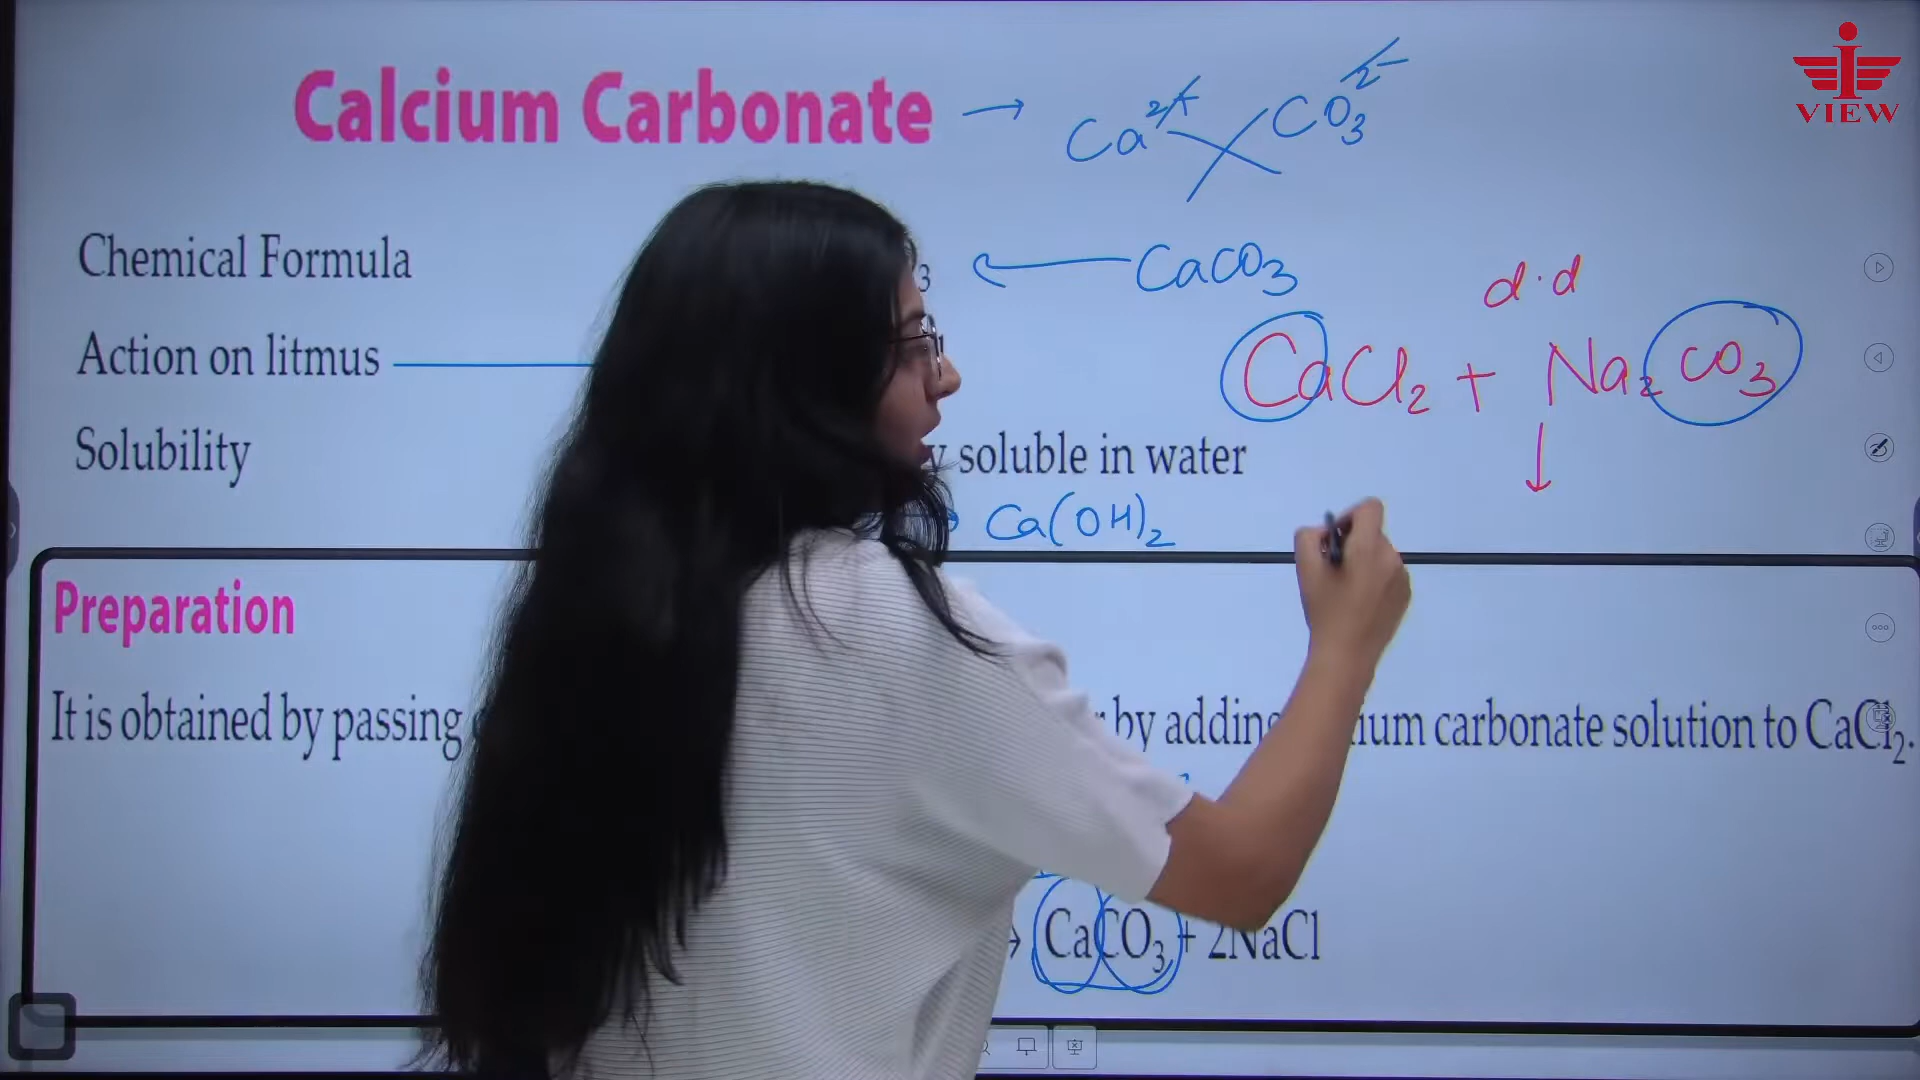 VIEW
Calcium Carbonate → Ca²⁺ CO₃²⁻
Chemical Formula ₃ CaCO₃
d.d
Action on litmus
CaCl₂ + Na₂CO₃
Solubility soluble in water
↓
Ca(OH)₂
Preparation
It is obtained by passing by adding carbonate solution to CaCl₂.
CaCO₃ + 2NaCl